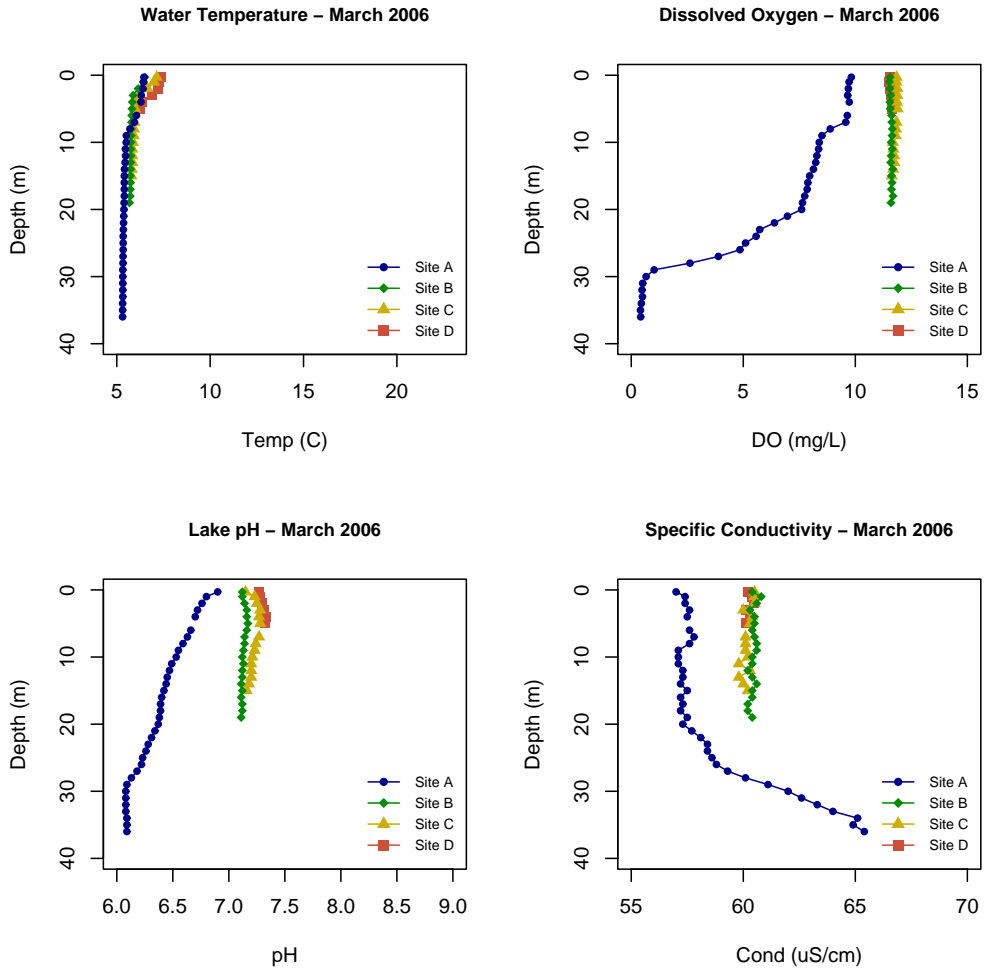 Water Temperature − March 2006
Depth (m)
0
10
20
30
40
5
10
15
20
Temp (C)
Site A
Site B
Site C
Site D
Dissolved Oxygen − March 2006
Depth (m)
0
10
20
30
40
0
5
10
15
DO (mg/L)
Site A
Site B
Site C
Site D
Lake pH − March 2006
Depth (m)
0
10
20
30
40
6.0
6.5
7.0
7.5
8.0
8.5
9.0
pH
Site A
Site B
Site C
Site D
Specific Conductivity − March 2006
Depth (m)
0
10
20
30
40
55
60
65
70
Cond (uS/cm)
Site A
Site B
Site C
Site D